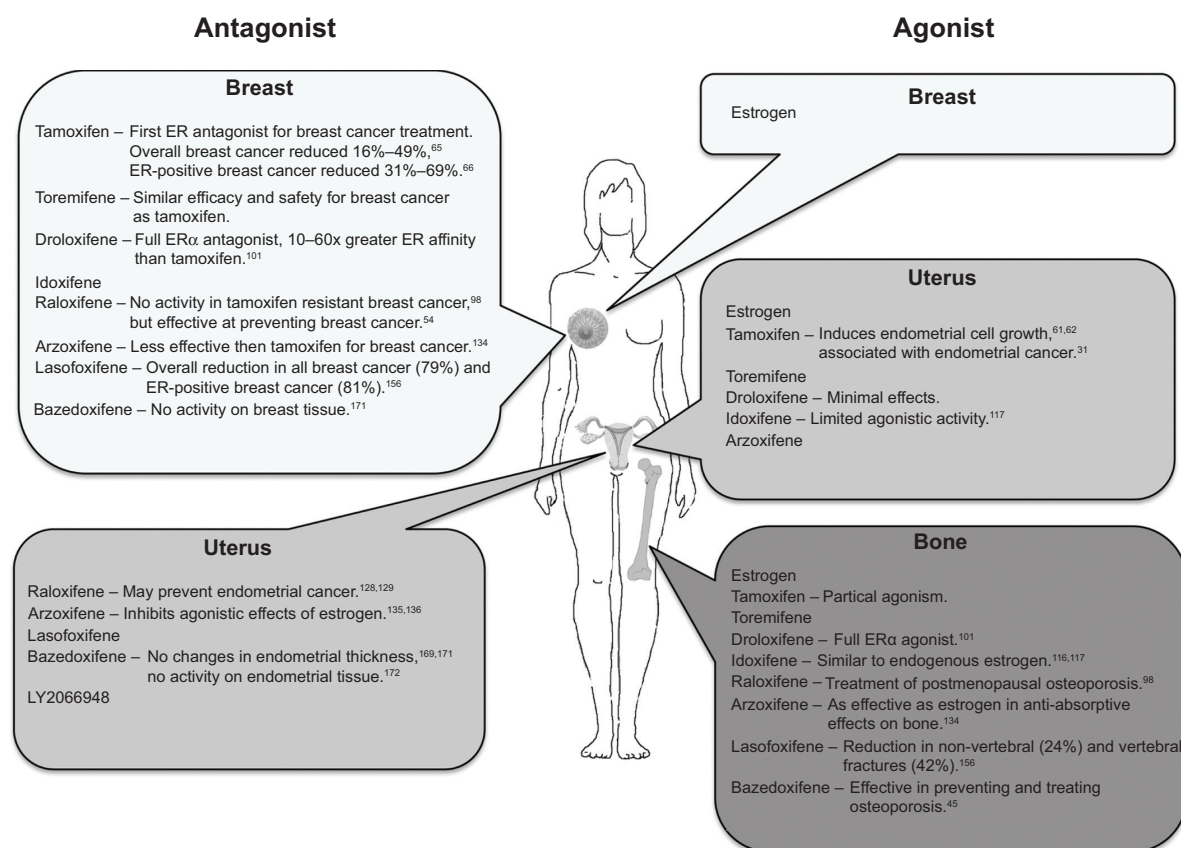 Antagonist
Agonist
Breast
Tamoxifen – First ER antagonist for breast cancer treatment.
Overall breast cancer reduced 16%–49%,65
ER-positive breast cancer reduced 31%–69%.66
Toremifene – Similar efficacy and safety for breast cancer
as tamoxifen.
Droloxifene – Full ERα antagonist, 10–60x greater ER affinity
than tamoxifen.101
Idoxifene
Raloxifene – No activity in tamoxifen resistant breast cancer,98
but effective at preventing breast cancer.54
Arzoxifene – Less effective then tamoxifen for breast cancer.134
Lasofoxifene – Overall reduction in all breast cancer (79%) and
ER-positive breast cancer (81%).156
Bazedoxifene – No activity on breast tissue.171
Breast
Estrogen
Uterus
Estrogen
Tamoxifen – Induces endometrial cell growth,61,62
associated with endometrial cancer.31
Toremifene
Droloxifene – Minimal effects.
Idoxifene – Limited agonistic activity.117
Arzoxifene
Uterus
Raloxifene – May prevent endometrial cancer.128,129
Arzoxifene – Inhibits agonistic effects of estrogen.135,136
Lasofoxifene
Bazedoxifene – No changes in endometrial thickness,169,171
no activity on endometrial tissue.172
LY2066948
Bone
Estrogen
Tamoxifen – Partical agonism.
Toremifene
Droloxifene – Full ERα agonist.101
Idoxifene – Similar to endogenous estrogen.116,117
Raloxifene – Treatment of postmenopausal osteoporosis.98
Arzoxifene – As effective as estrogen in anti-absorptive
effects on bone.134
Lasofoxifene – Reduction in non-vertebral (24%) and vertebral
fractures (42%).156
Bazedoxifene – Effective in preventing and treating
osteoporosis.45